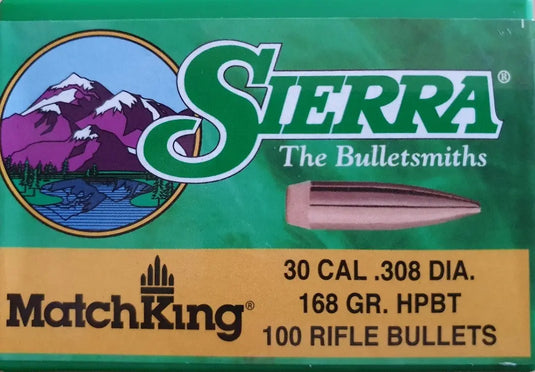 SIERRA®
The Bulletsmiths
30 CAL .308 DIA.
168 GR. HPBT
MatchKing®
100 RIFLE BULLETS